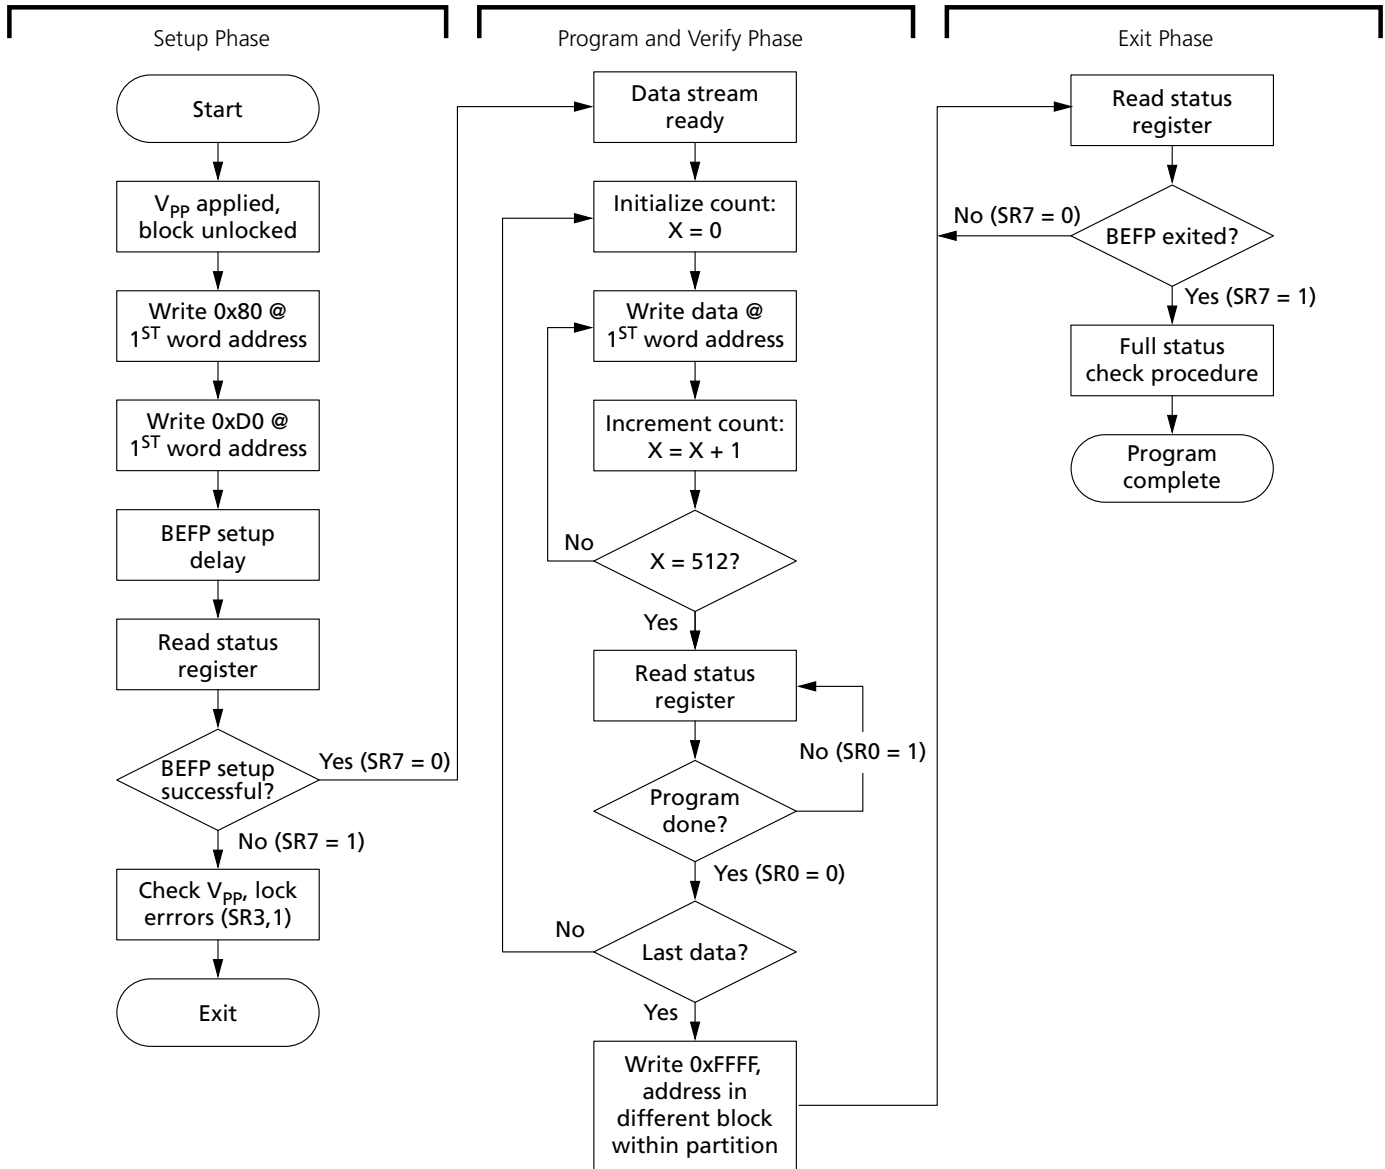 Setup Phase
Start
VPP applied,
block unlocked
Write 0x80 @
1ST word address
Write 0xD0 @
1ST word address
BEFP setup
delay
Read status
register
BEFP setup
successful?
Yes (SR7 = 0)
No (SR7 = 1)
Check VPP, lock
errrors (SR3,1)
Exit
Program and Verify Phase
Data stream
ready
Initialize count:
X = 0
Write data @
1ST word address
Increment count:
X = X + 1
No
X = 512?
Yes
Read status
register
No (SR0 = 1)
Program
done?
Yes (SR0 = 0)
No
Last data?
Yes
Write 0xFFFF,
address in
different block
within partition
Exit Phase
Read status
register
No (SR7 = 0)
BEFP exited?
Yes (SR7 = 1)
Full status
check procedure
Program
complete